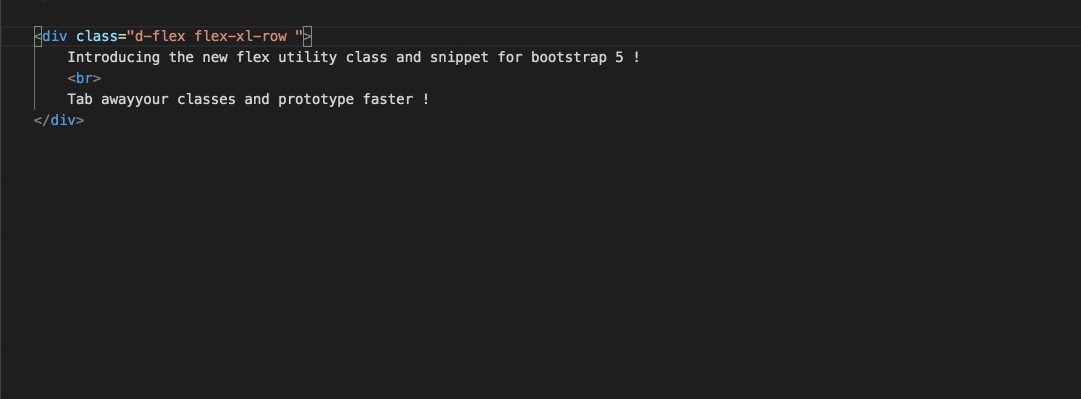 <div class="d-flex flex-xl-row ">
Introducing the new flex utility class and snippet for bootstrap 5 !
<br>
Tab awayyour classes and prototype faster !
</div>